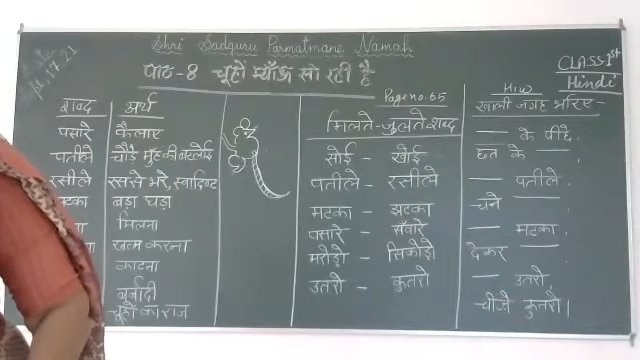 Shri Sadguru Parmatmane Namah
पाठ-8 चूहो म्याऊँ सो रही है
CLASS 1st
Hindi
शब्द अर्थ
पसारे फैलाए
पतीले चौड़े मुँह की बटलोई
रसीले रस से भरे, स्वादिष्ट
मटका बड़ा घड़ा
मिलना
खत्म करना
काटना
बर्बादी
चूहों का राज
Page no. 65
मिलते-जुलते शब्द
सोई - खोई
पतीले - रसीले
मटका - झटका
पसारे - सँवारे
मरोड़ो - सिकोड़ो
उतरो - कुतरो
H.W
खाली जगह भरिए-
— के पीछे.
छत के —
— पतीले.
चने —
— मटका.
देकर —
— उतरो,
चीजे कुतरो।